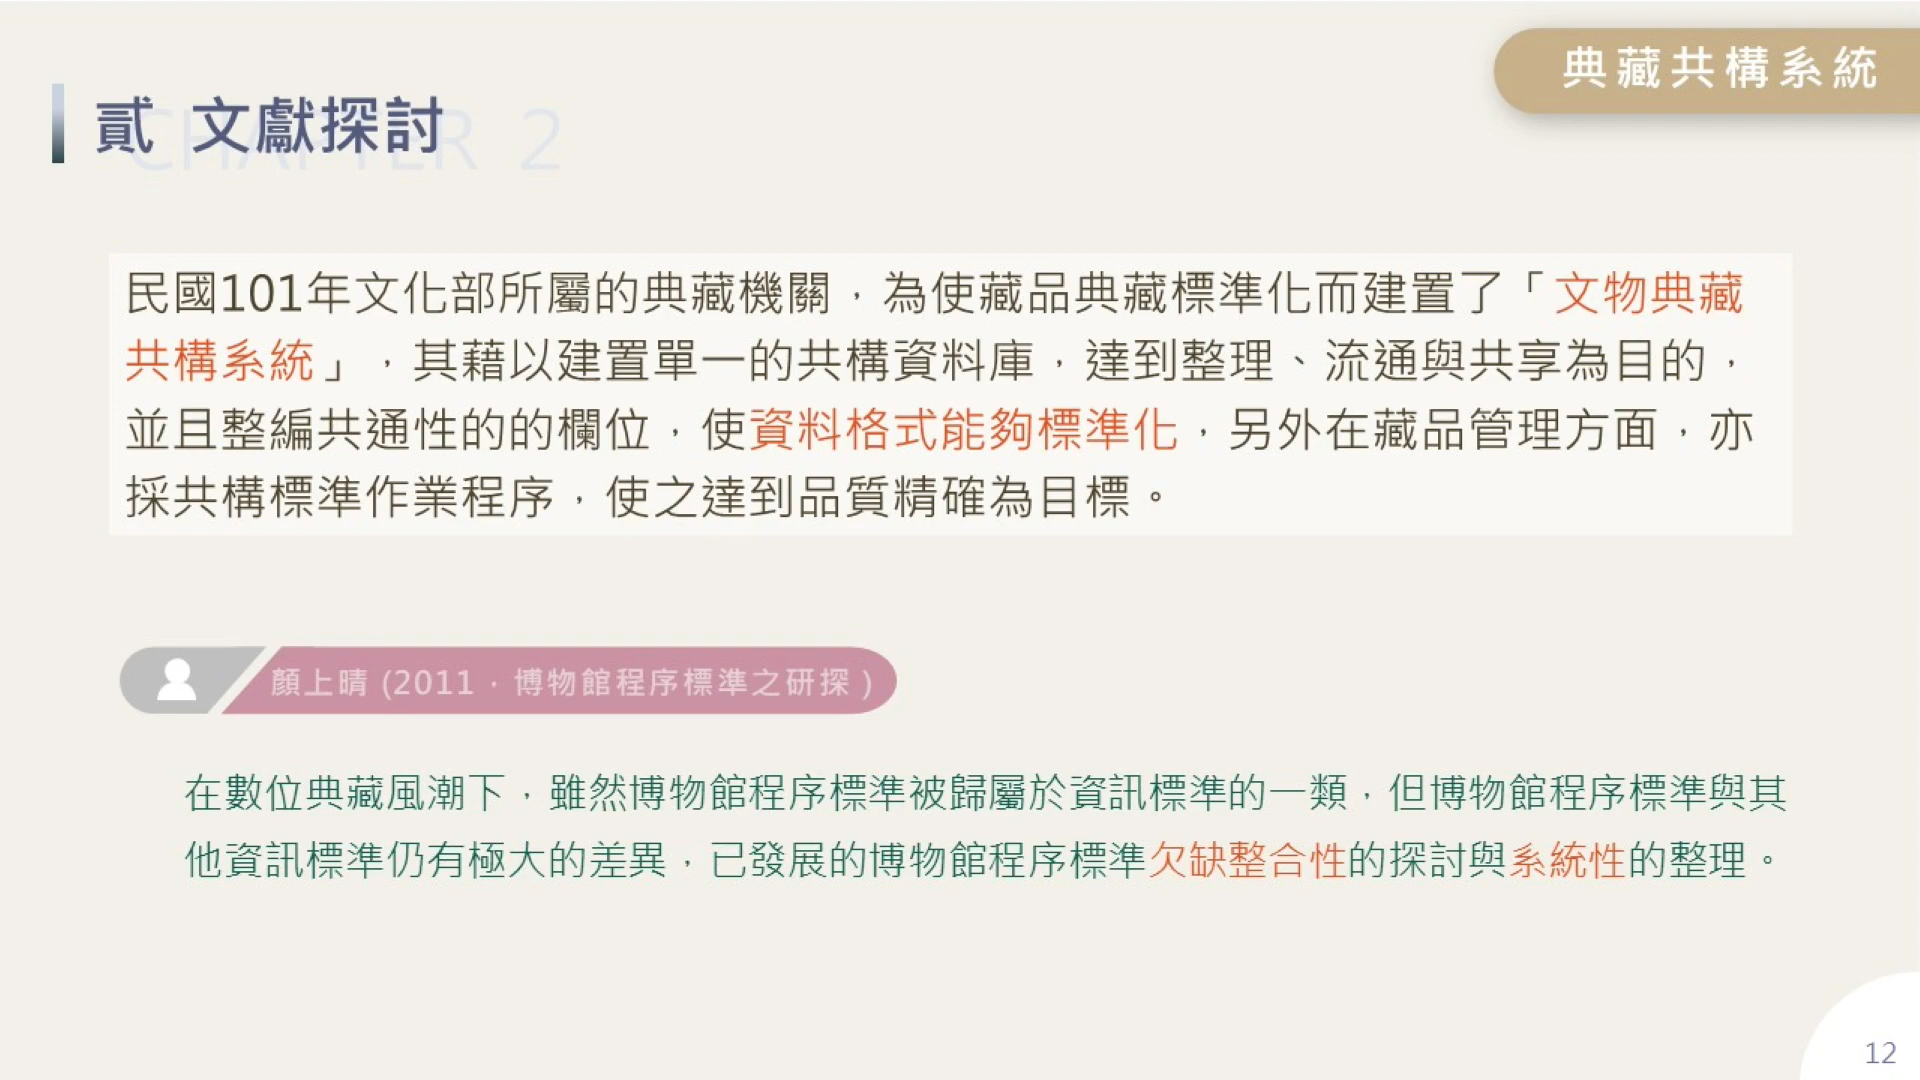 典藏共構系統
貳 文獻探討
CHAPTER 2
民國101年文化部所屬的典藏機關，為使藏品典藏標準化而建置了「文物典藏
共構系統」，其藉以建置單一的共構資料庫，達到整理、流通與共享為目的，
並且整編共通性的的欄位，使資料格式能夠標準化，另外在藏品管理方面，亦
採共構標準作業程序，使之達到品質精確為目標。
顏上晴 (2011，博物館程序標準之研探 )
在數位典藏風潮下，雖然博物館程序標準被歸屬於資訊標準的一類，但博物館程序標準與其
他資訊標準仍有極大的差異，已發展的博物館程序標準欠缺整合性的探討與系統性的整理。
12